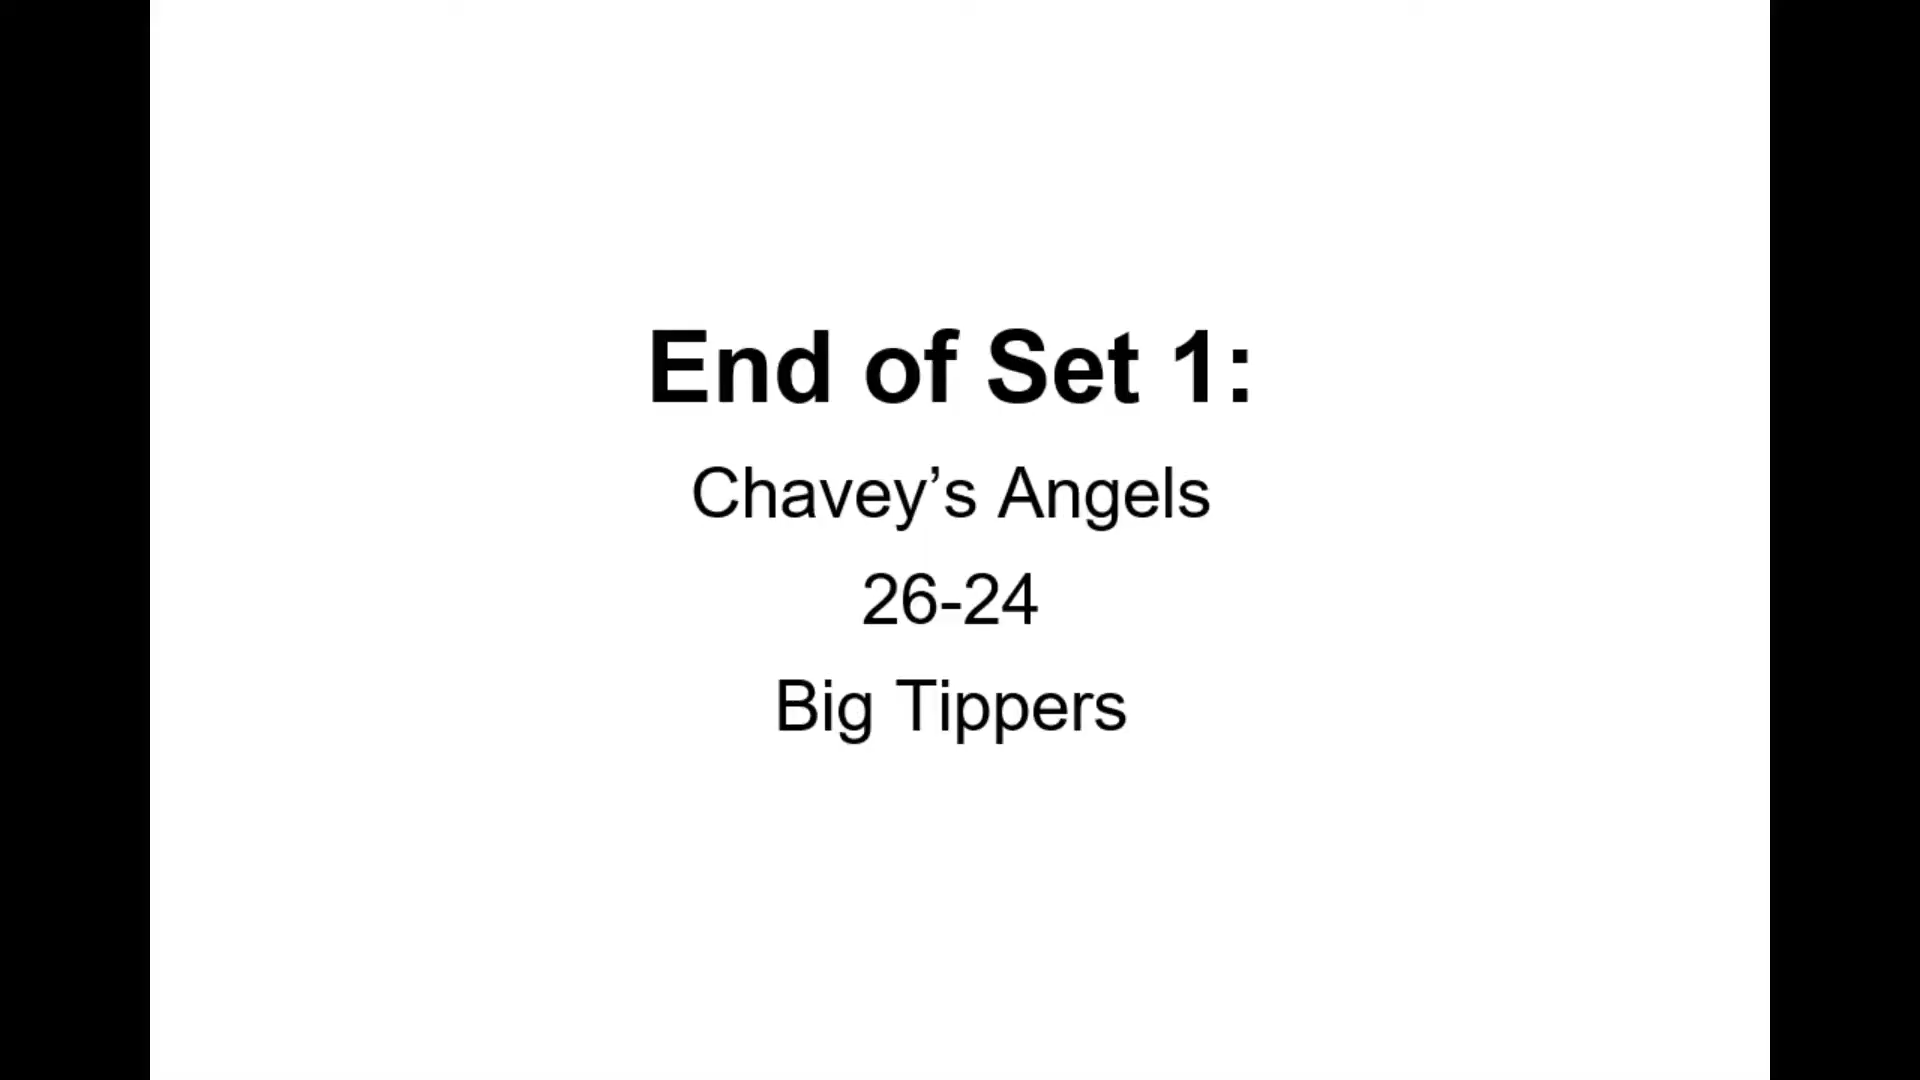 End of Set 1:
Chavey’s Angels
26-24
Big Tippers